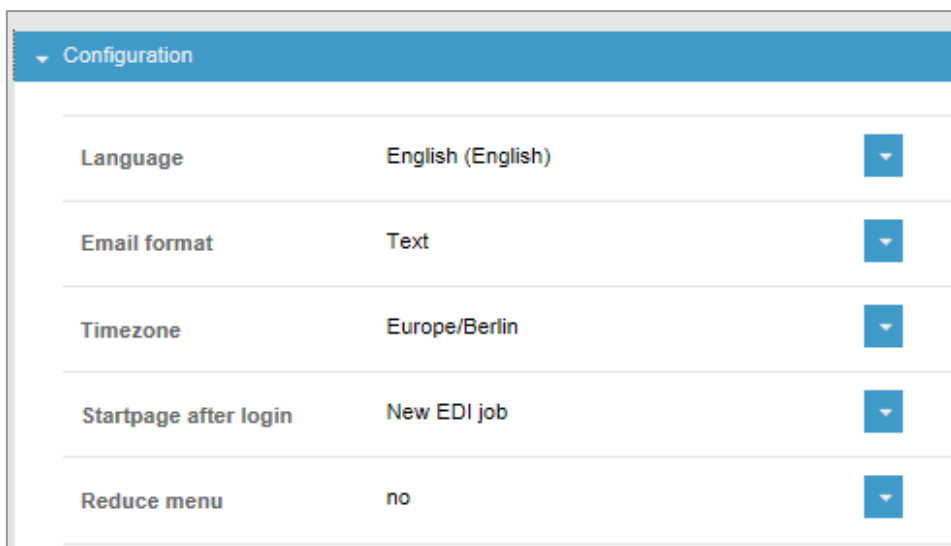 Configuration
Language English (English)
Email format Text
Timezone Europe/Berlin
Startpage after login New EDI job
Reduce menu no